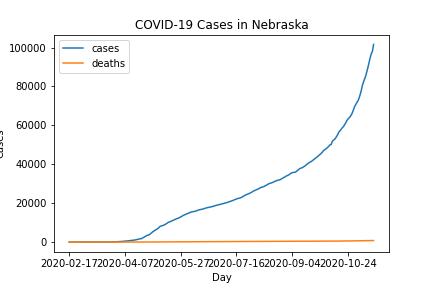 COVID-19 Cases in Nebraska
cases
deaths
100000
80000
60000
40000
20000
0
cases
2020-02-17
2020-04-07
2020-05-27
2020-07-16
2020-09-04
2020-10-24
Day